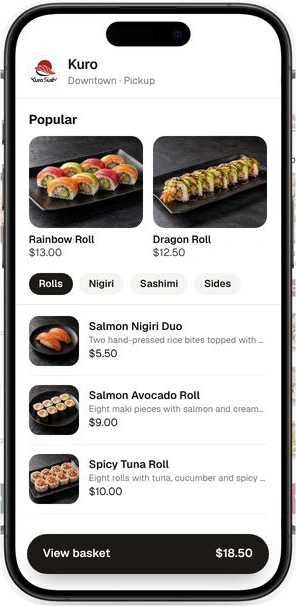 Kuro
Downtown · Pickup
Kuro Sushi
Popular
Rainbow Roll
$13.00
Dragon Roll
$12.50
Rolls
Nigiri
Sashimi
Sides
Salmon Nigiri Duo
Two hand-pressed rice bites topped with ...
$5.50
Salmon Avocado Roll
Eight maki pieces with salmon and cream...
$9.00
Spicy Tuna Roll
Eight rolls with tuna, cucumber and spicy ...
$10.00
View basket
$18.50